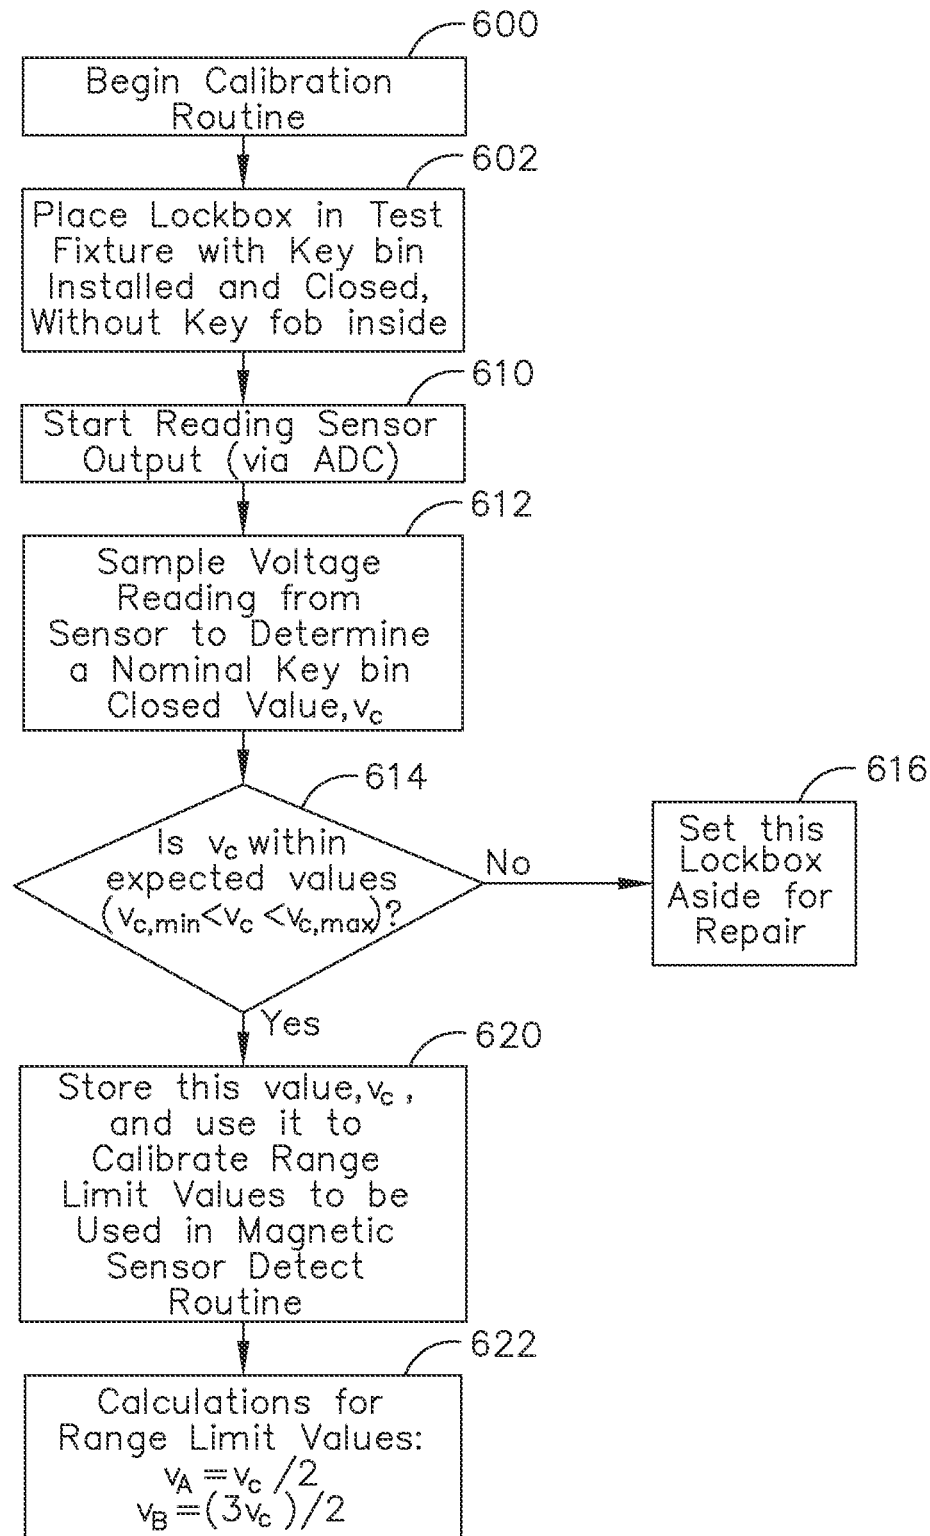 600
Begin Calibration
Routine
602
Place Lockbox in Test
Fixture with Key bin
Installed and Closed,
Without Key fob inside
610
Start Reading Sensor
Output (via ADC)
612
Sample Voltage
Reading from
Sensor to Determine
a Nominal Key bin
Closed Value,vc
614
Is vc within
expected values
(vc,min<vc <vc,max)?
No
616
Set this
Lockbox
Aside for
Repair
Yes
620
Store this value,vc ,
and use it to
Calibrate Range
Limit Values to be
Used in Magnetic
Sensor Detect
Routine
622
Calculations for
Range Limit Values:
vA =vc /2
vB =(3vc )/2